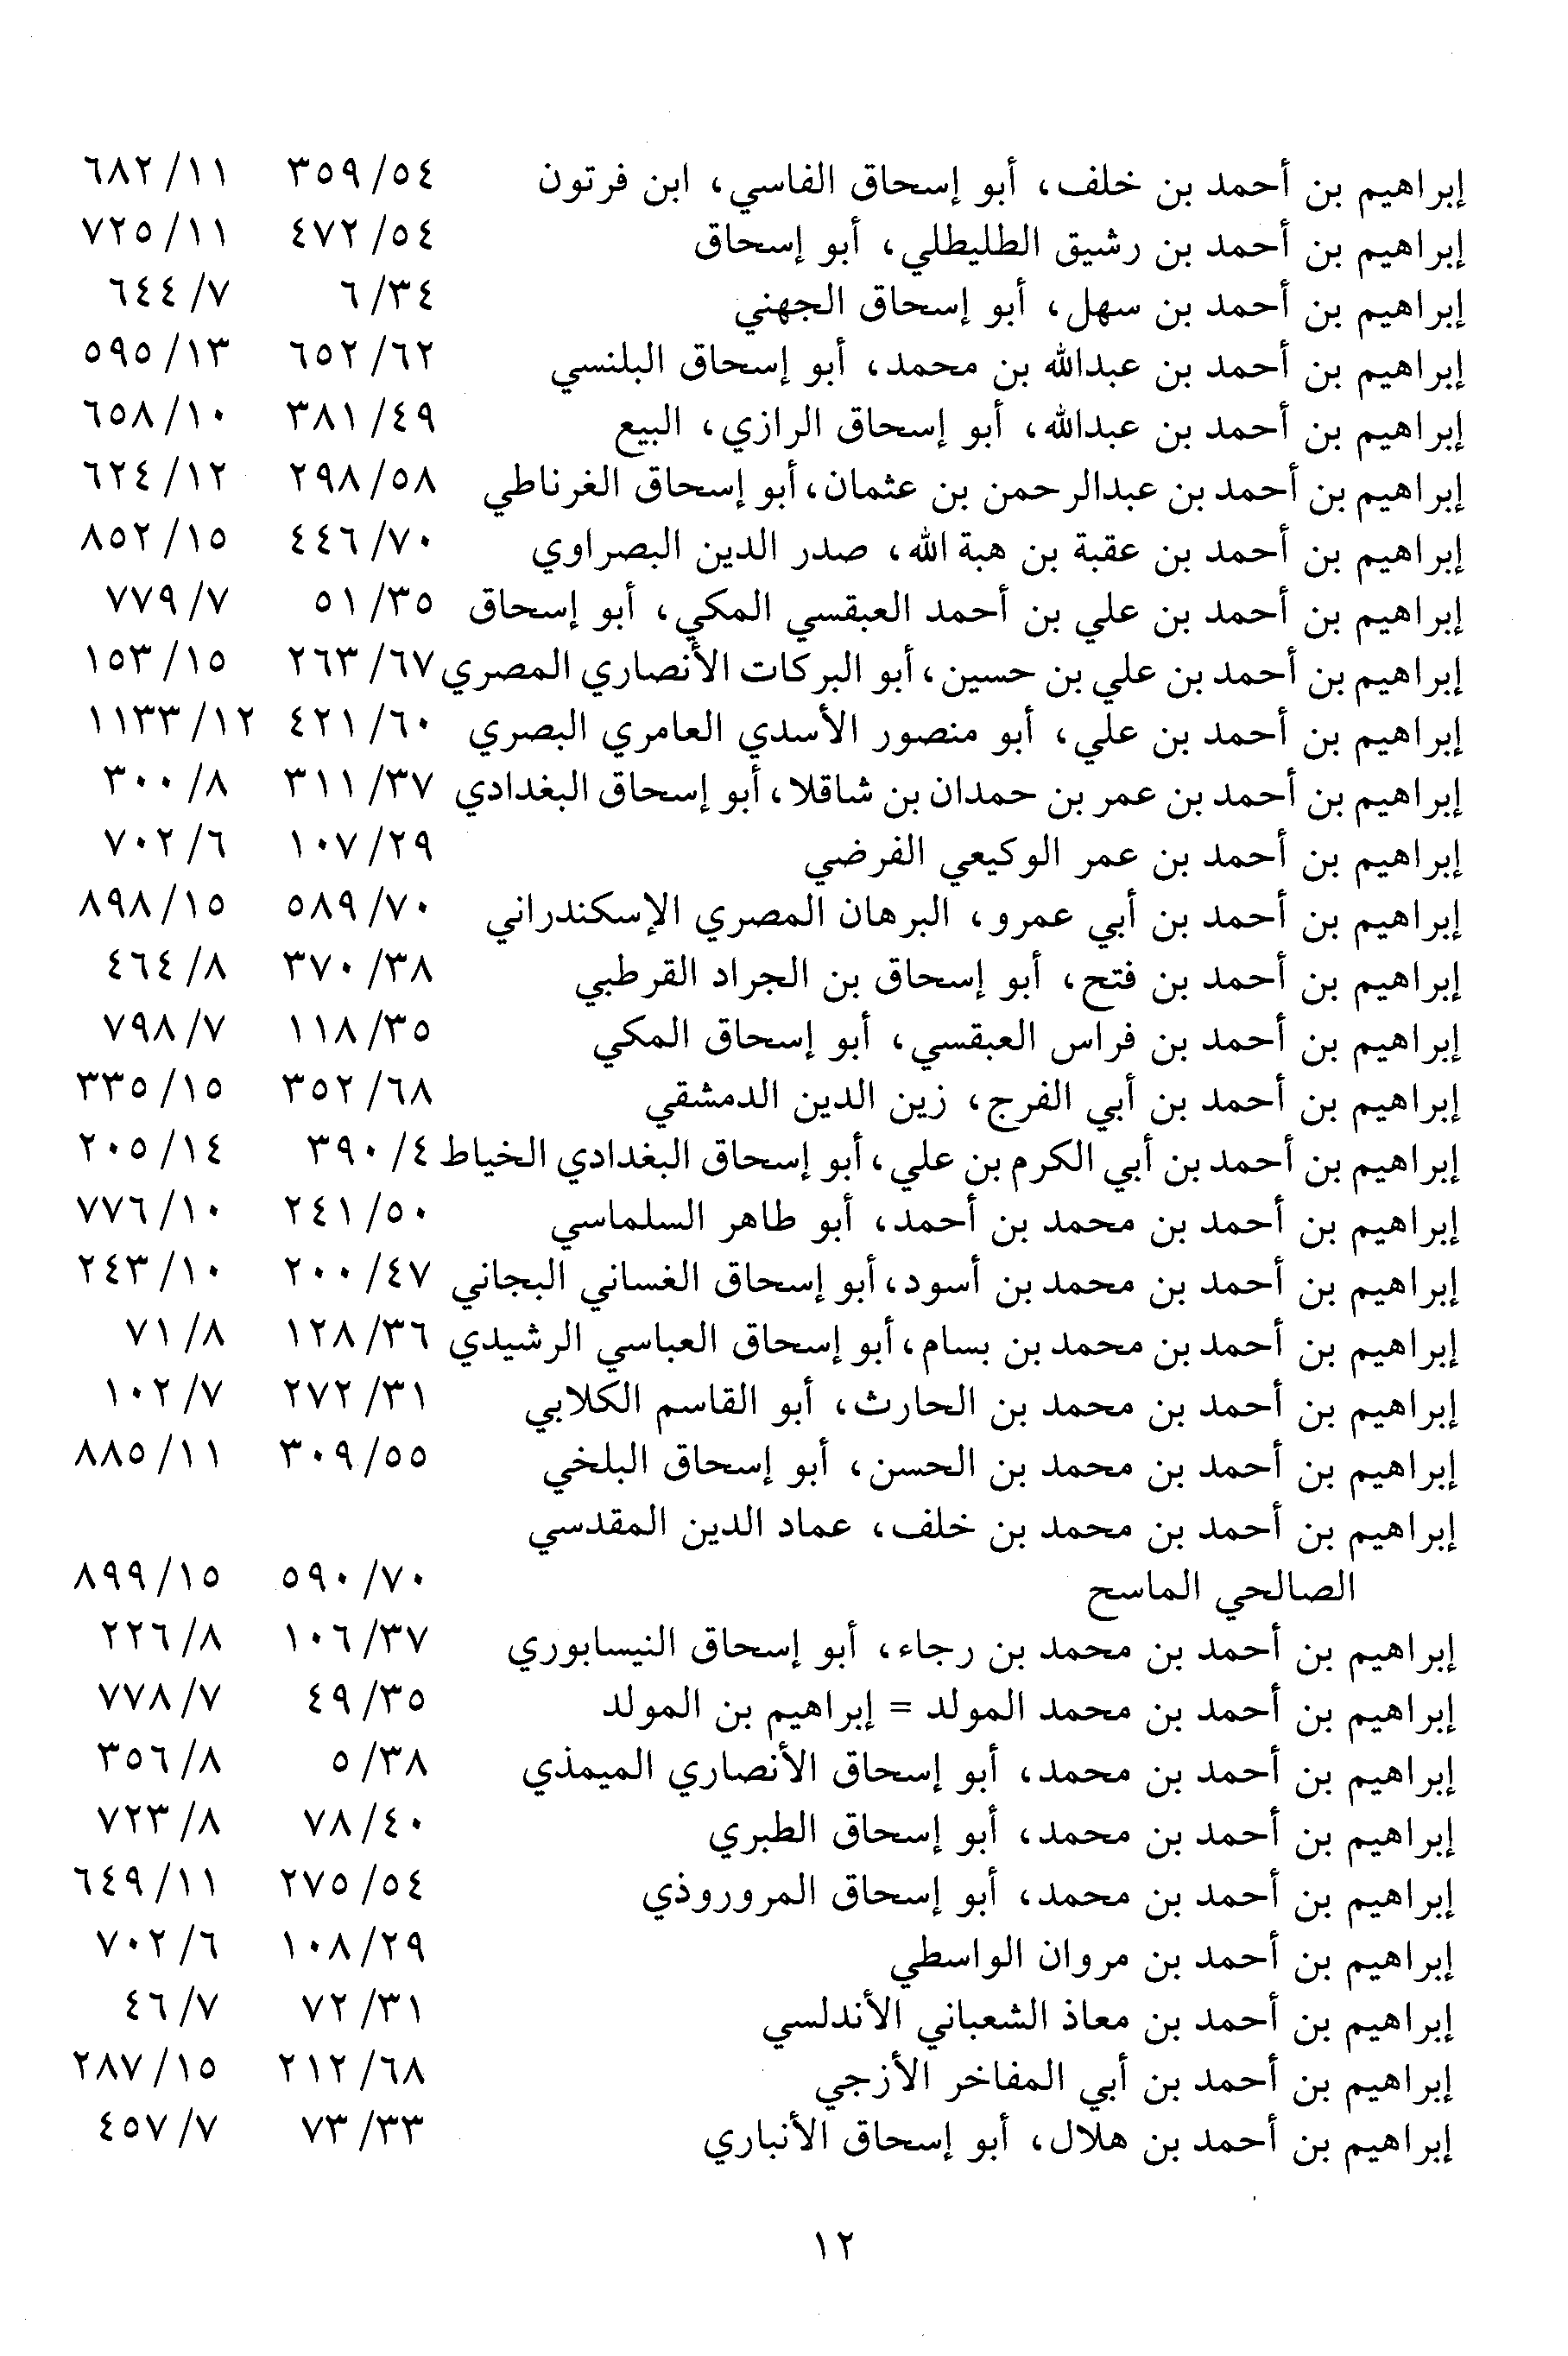 إبراهيم بن أحمد بن خلف، أبو إسحاق الفاسي، ابن فرتون ٥٤/ ٣٥٩ ١١/ ٦٨٢
إبراهيم بن أحمد بن رشيق الطليطلي، أبو إسحاق ٥٤/ ٤٧٢ ١١/ ٧٢٥
إبراهيم بن أحمد بن سهل، أبو إسحاق الجهني ٣٤/ ٦ ٧/ ٦٤٤
إبراهيم بن أحمد بن عبدالله بن محمد، أبو إسحاق البلنسي ٦٢/ ٦٥٢ ١٣/ ٥٩٥
إبراهيم بن أحمد بن عبدالله، أبو إسحاق الرازي، البيع ٤٩/ ٣٨١ ١٠/ ٦٥٨
إبراهيم بن أحمد بن عبدالرحمن بن عثمان، أبو إسحاق الغرناطي ٥٨/ ٢٩٨ ١٢/ ٦٢٤
إبراهيم بن أحمد بن عقبة بن هبة الله، صدر الدين البصراوي ٧٠/ ٤٤٦ ١٥/ ٨٥٢
إبراهيم بن أحمد بن علي بن أحمد العبقسي المكي، أبو إسحاق ٣٥/ ٥١ ٧/ ٧٧٩
إبراهيم بن أحمد بن علي بن حسين، أبو البركات الأنصاري المصري ٦٧/ ٢٦٣ ١٥/ ١٥٣
إبراهيم بن أحمد بن علي، أبو منصور الأسدي العامري البصري ٦٠/ ٤٢١ ١٢/ ١١٣٣
إبراهيم بن أحمد بن عمر بن حمدان بن شاقلا، أبو إسحاق البغدادي ٣٧/ ٣١١ ٨/ ٣٠٠
إبراهيم بن أحمد بن عمر الوكيعي الفرضي ٢٩/ ١٠٧ ٦/ ٧٠٢
إبراهيم بن أحمد بن أبي عمرو، البرهان المصري الإسكندراني ٧٠/ ٥٨٩ ١٥/ ٨٩٨
إبراهيم بن أحمد بن فتح، أبو إسحاق بن الجراد القرطبي ٣٨/ ٣٧٠ ٨/ ٤٦٤
إبراهيم بن أحمد بن فراس العبقسي، أبو إسحاق المكي ٣٥/ ١١٨ ٧/ ٧٩٨
إبراهيم بن أحمد بن أبي الفرج، زين الدين الدمشقي ٦٨/ ٣٥٢ ١٥/ ٣٣٥
إبراهيم بن أحمد بن أبي الكرم بن علي، أبو إسحاق البغدادي الخياط ٤/ ٣٩٠ ١٤/ ٢٠٥
إبراهيم بن أحمد بن محمد بن أحمد، أبو طاهر السلماسي ٥٠/ ٢٤١ ١٠/ ٧٧٦
إبراهيم بن أحمد بن محمد بن أسود، أبو إسحاق الغساني البجاني ٤٧/ ٢٠٠ ١٠/ ٢٤٣
إبراهيم بن أحمد بن محمد بن بسام، أبو إسحاق العباسي الرشيدي ٣٦/ ١٢٨ ٨/ ٧١
إبراهيم بن أحمد بن محمد بن الحارث، أبو القاسم الكلابي ٣١/ ٢٧٢ ٧/ ١٠٢
إبراهيم بن أحمد بن محمد بن الحسن، أبو إسحاق البلخي ٥٥/ ٣٠٩ ١١/ ٨٨٥
إبراهيم بن أحمد بن محمد بن خلف، عماد الدين المقدسي
الصالحي الماسح ٧٠/ ٥٩٠ ١٥/ ٨٩٩
إبراهيم بن أحمد بن محمد بن رجاء، أبو إسحاق النيسابوري ٣٧/ ١٠٦ ٨/ ٢٢٦
إبراهيم بن أحمد بن محمد المولد = إبراهيم بن المولد ٣٥/ ٤٩ ٧/ ٧٧٨
إبراهيم بن أحمد بن محمد، أبو إسحاق الأنصاري الميمذي ٣٨/ ٥ ٨/ ٣٥٦
إبراهيم بن أحمد بن محمد، أبو إسحاق الطبري ٤٠/ ٧٨ ٨/ ٧٢٣
إبراهيم بن أحمد بن محمد، أبو إسحاق المروروذي ٥٤/ ٢٧٥ ١١/ ٦٤٩
إبراهيم بن أحمد بن مروان الواسطي ٢٩/ ١٠٨ ٦/ ٧٠٢
إبراهيم بن أحمد بن معاذ الشعباني الأندلسي ٣١/ ٧٢ ٧/ ٤٦
إبراهيم بن أحمد بن أبي المفاخر الأزجي ٦٨/ ٢١٢ ١٥/ ٢٨٧
إبراهيم بن أحمد بن هلال، أبو إسحاق الأنباري ٣٣/ ٧٣ ٧/ ٤٥٧
١٢